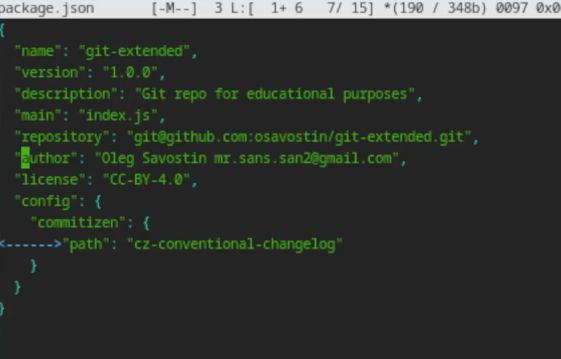 package.json [-M--] 3 L:[ 1+ 6 7/ 15] *(190 / 348b) 0097 0x0
{
"name": "git-extended",
"version": "1.0.0",
"description": "Git repo for educational purposes",
"main": "index.js",
"repository": "git@github.com:osavostin/git-extended.git",
"author": "Oleg Savostin mr.sans.san2@gmail.com",
"license": "CC-BY-4.0",
"config": {
"commitizen": {
<------>"path": "cz-conventional-changelog"
}
}
}